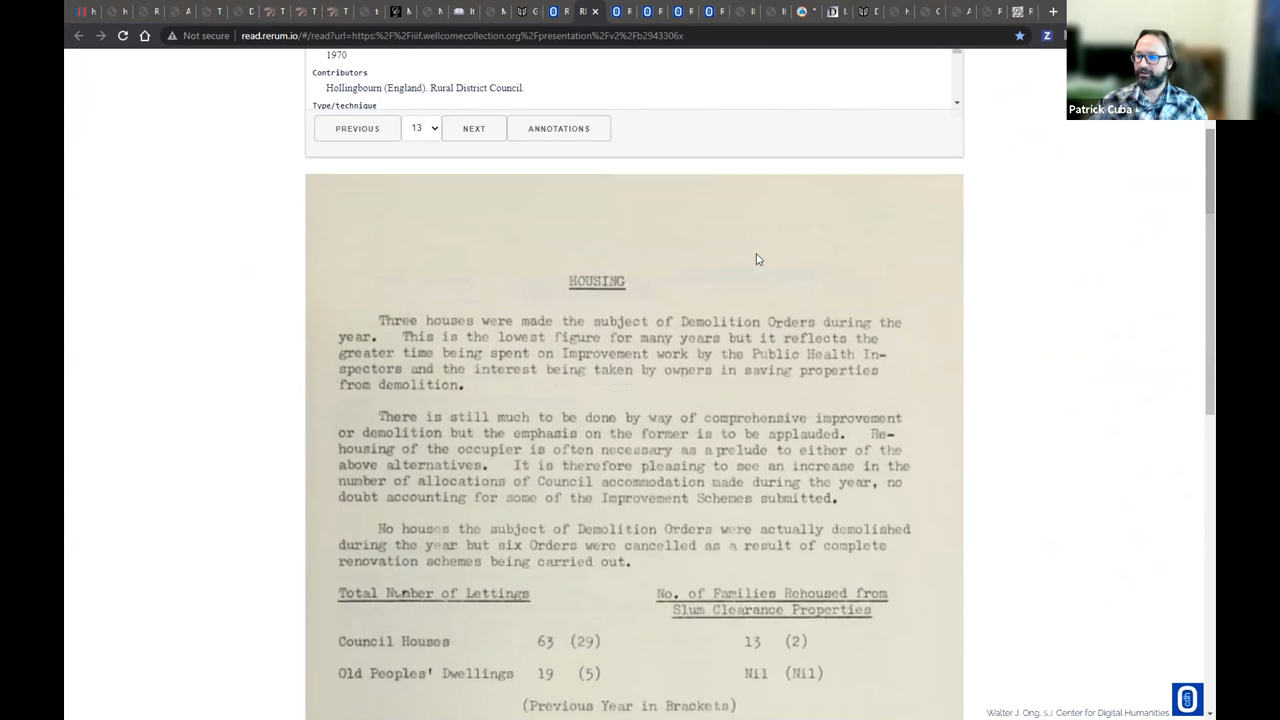 Not secure
read.rerum.io/#/read?url=https:%2F%2Fiiif.wellcomecollection.org%2Fpresentation%2Fv2%2Fb2943306x
Patrick Cuba
1970
Contributors
Hollingbourn (England). Rural District Council.
Type/technique
PREVIOUS 13 NEXT ANNOTATIONS
HOUSING
Three houses were made the subject of Demolition Orders during the
year. This is the lowest figure for many years but it reflects the
greater time being spent on Improvement work by the Public Health In-
spectors and the interest being taken by owners in saving properties
from demolition.
There is still much to be done by way of comprehensive improvement
or demolition but the emphasis on the former is to be applauded. Re-
housing of the occupier is often necessary as a prelude to either of the
above alternatives. It is therefore pleasing to see an increase in the
number of allocations of Council accommodation made during the year, no
doubt accounting for some of the Improvement Schemes submitted.
No houses the subject of Demolition Orders were actually demolished
during the year but six Orders were cancelled as a result of complete
renovation schemes being carried out.
Total Number of Lettings No. of Families Rehoused from
Slum Clearance Properties
Council Houses 63 (29) 13 (2)
Old Peoples' Dwellings 19 (5) Nil (Nil)
(Previous Year in Brackets)
Walter J. Ong, S.J. Center for Digital Humanities